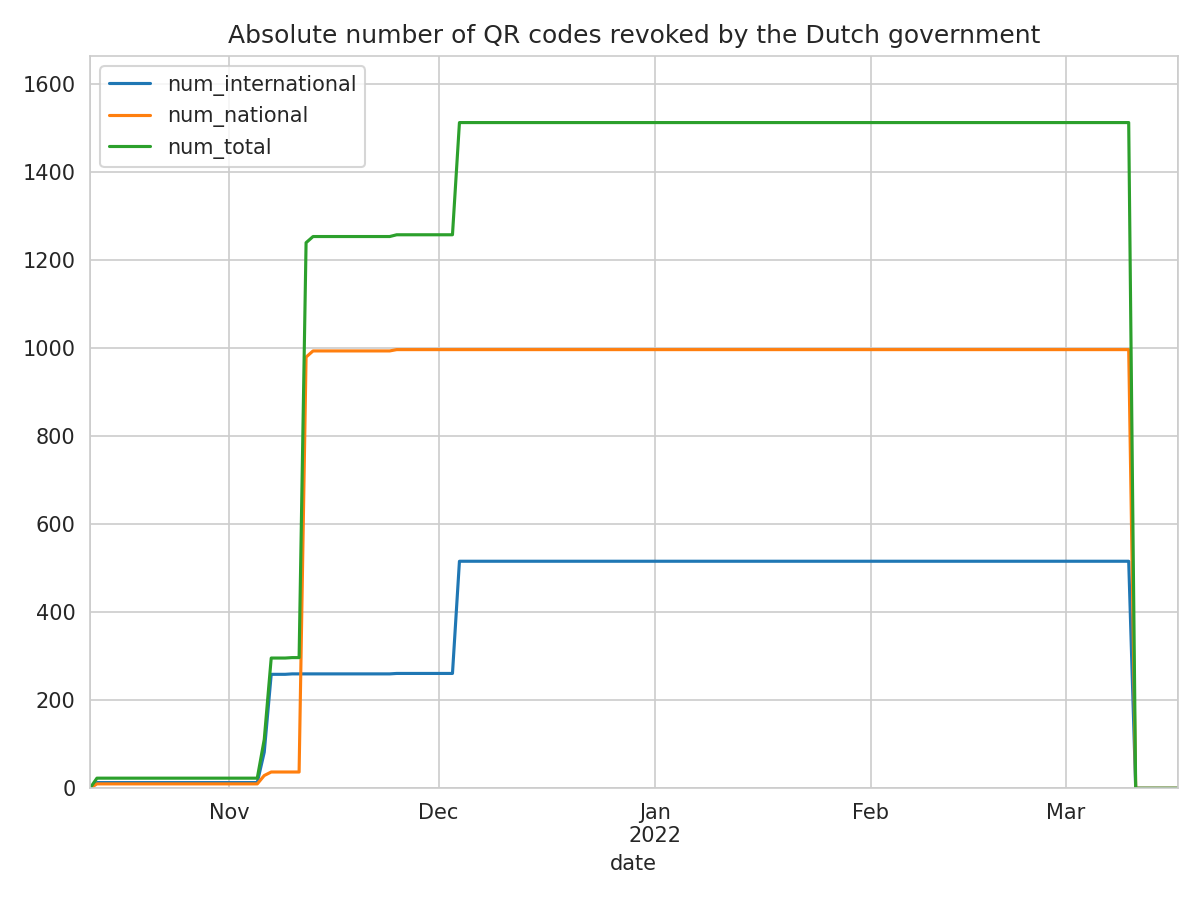 Absolute number of QR codes revoked by the Dutch government
num_international
num_national
num_total
1600
1400
1200
1000
800
600
400
200
0
Nov
Dec
Jan
2022
Feb
Mar
date